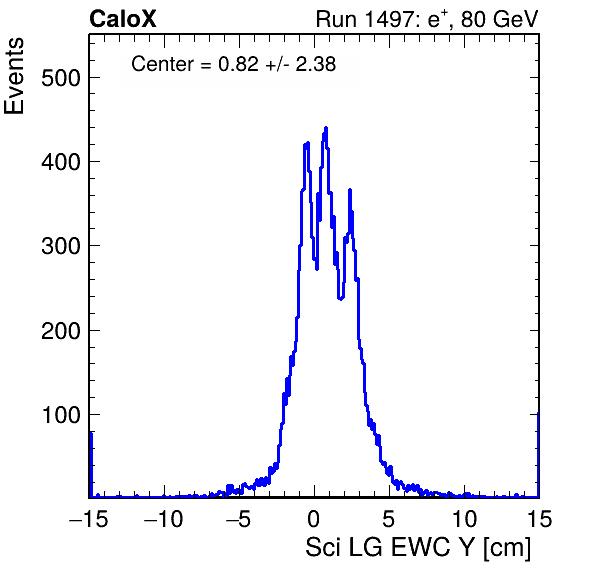 CaloX
Run 1497: e⁺, 80 GeV
Events
Center = 0.82 +/- 2.38
500
400
300
200
100
−15 −10 −5 0 5 10 15
Sci LG EWC Y [cm]